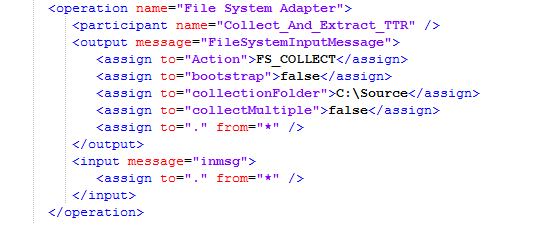 <operation name="File System Adapter">
<participant name="Collect_And_Extract_TTR" />
<output message="FileSystemInputMessage">
<assign to="Action">FS_COLLECT</assign>
<assign to="bootstrap">false</assign>
<assign to="collectionFolder">C:\Source</assign>
<assign to="collectMultiple">false</assign>
<assign to="." from="*" />
</output>
<input message="inmsg">
<assign to="." from="*" />
</input>
</operation>